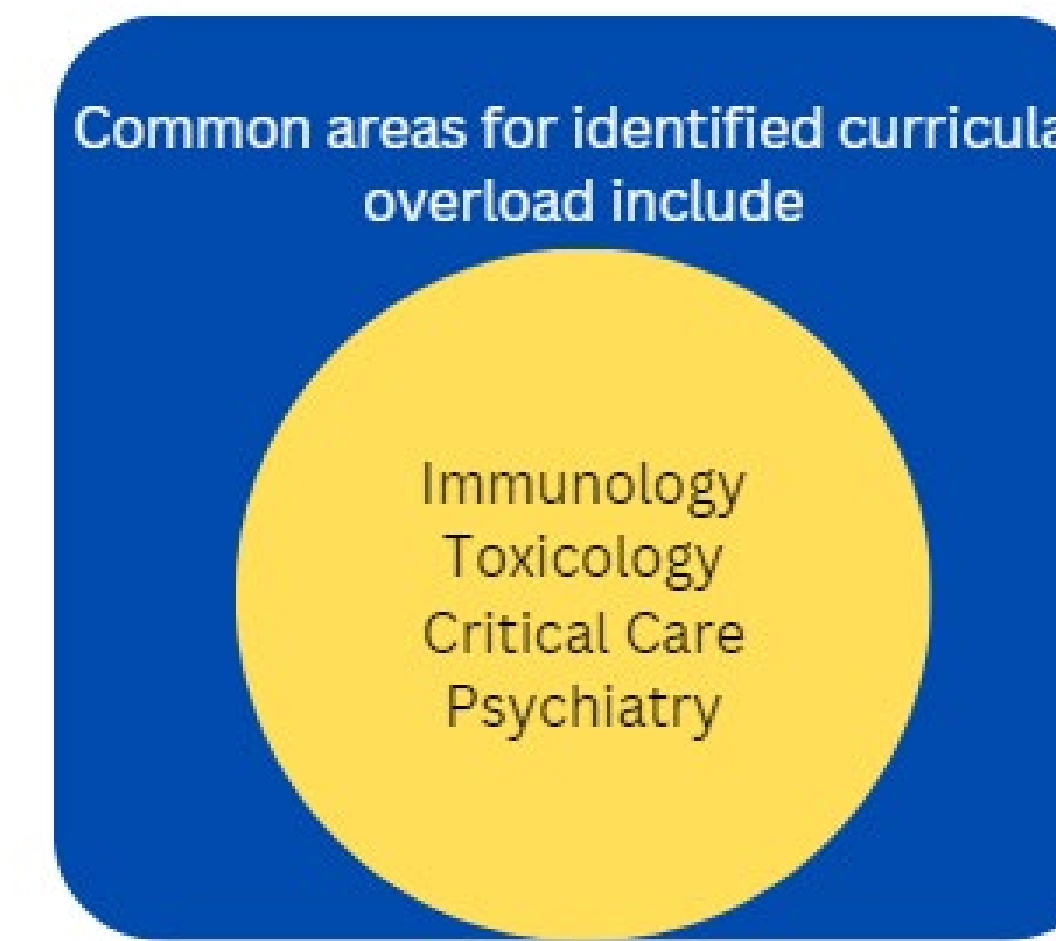 Common areas for identified curricula
overload include
Immunology
Toxicology
Critical Care
Psychiatry